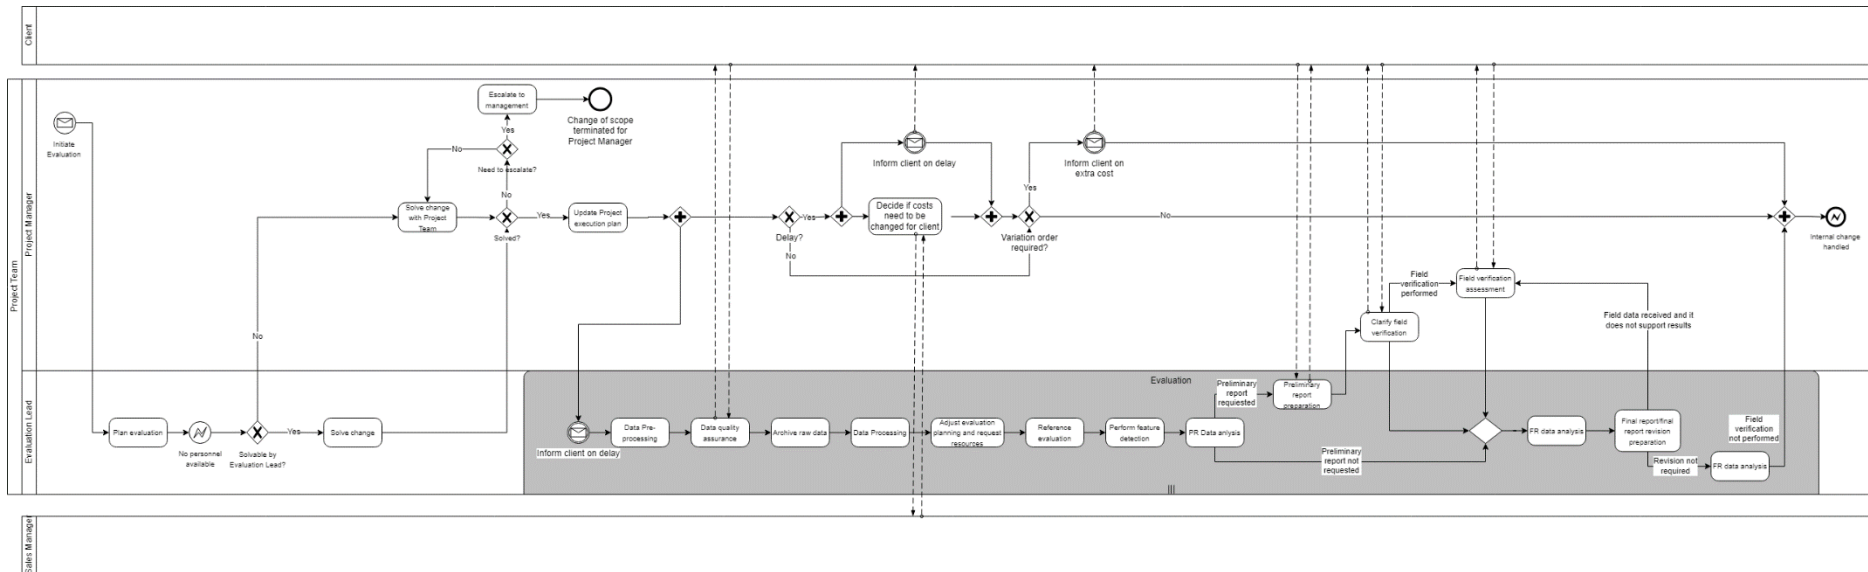 Client
Project Team
Project Manager
Evaluation Lead
Sales Manager
Initiate
Evaluation
Escalate to
management
Change of scope
terminated for
Project Manager
Yes
No
Need to escalate?
No
Solve change
with Project
Team
Solved?
Yes
Update Project
execution plan
Delay?
Yes
No
Inform client on delay
Decide if costs
need to be
changed for client
Yes
Variation order
required?
Inform client on
extra cost
No
Internal change
handled
Field
verification
performed
Field verification
assessment
Clarify field
verification
Field data received and it
does not support results
No
Plan evaluation
No personnel
available
Solvable by
Evaluation Lead?
Yes
Solve change
Evaluation
Inform client on delay
Data Pre-
processing
Data quality
assurance
Archive raw data
Data Processing
Adjust evaluation
planning and request
resources
Reference
evaluation
Perform feature
detection
PR Data anlysis
Preliminary
report
requiested
Preliminary
report
preparation
Preliminary
report not
requested
FR data analysis
Final report/final
report revision
preparation
Revision not
required
FR data analysis
Field
verification
not performed